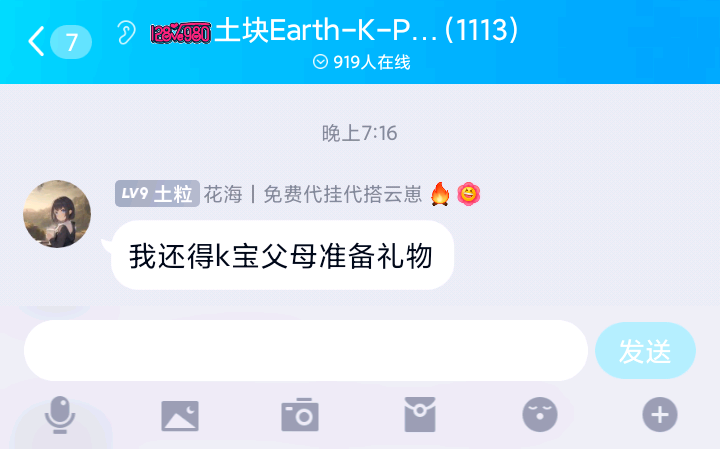 7
土块Earth-K-P... (1113)
919人在线
晚上7:16
LV9 土粒 花海丨免费代挂代搭云崽
我还得k宝父母准备礼物
发送